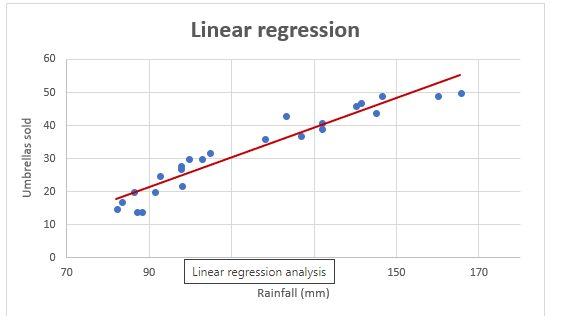 Linear regression
60
50
40
30
20
10
0
Umbrellas sold
70 90 150 170
Linear regression analysis
Rainfall (mm)